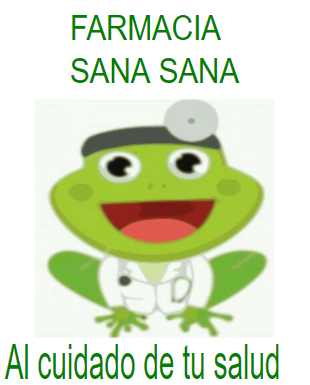 FARMACIA
SANA SANA
Al cuidado de tu salud